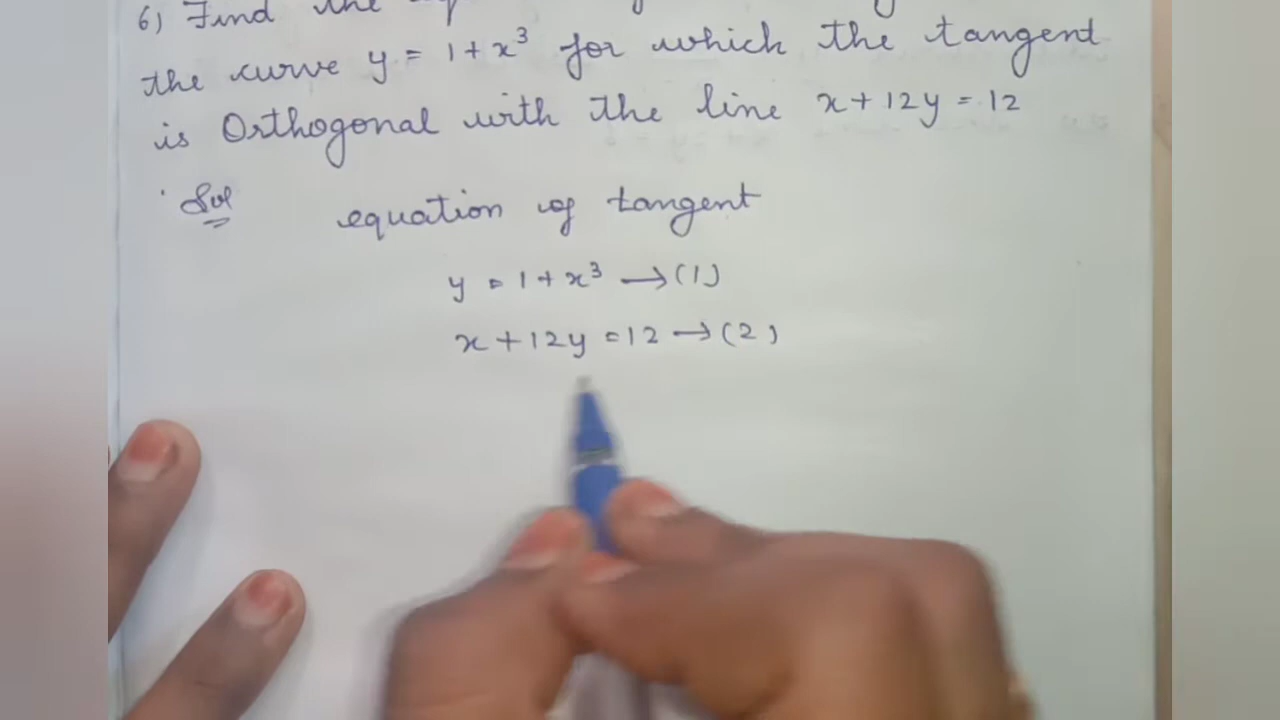 6) Find the
the curve y = 1 + x³ for which the tangent
is Orthogonal with the line x + 12y = 12
Sol equation of tangent
y = 1 + x³ → (1)
x + 12y = 12 → (2)